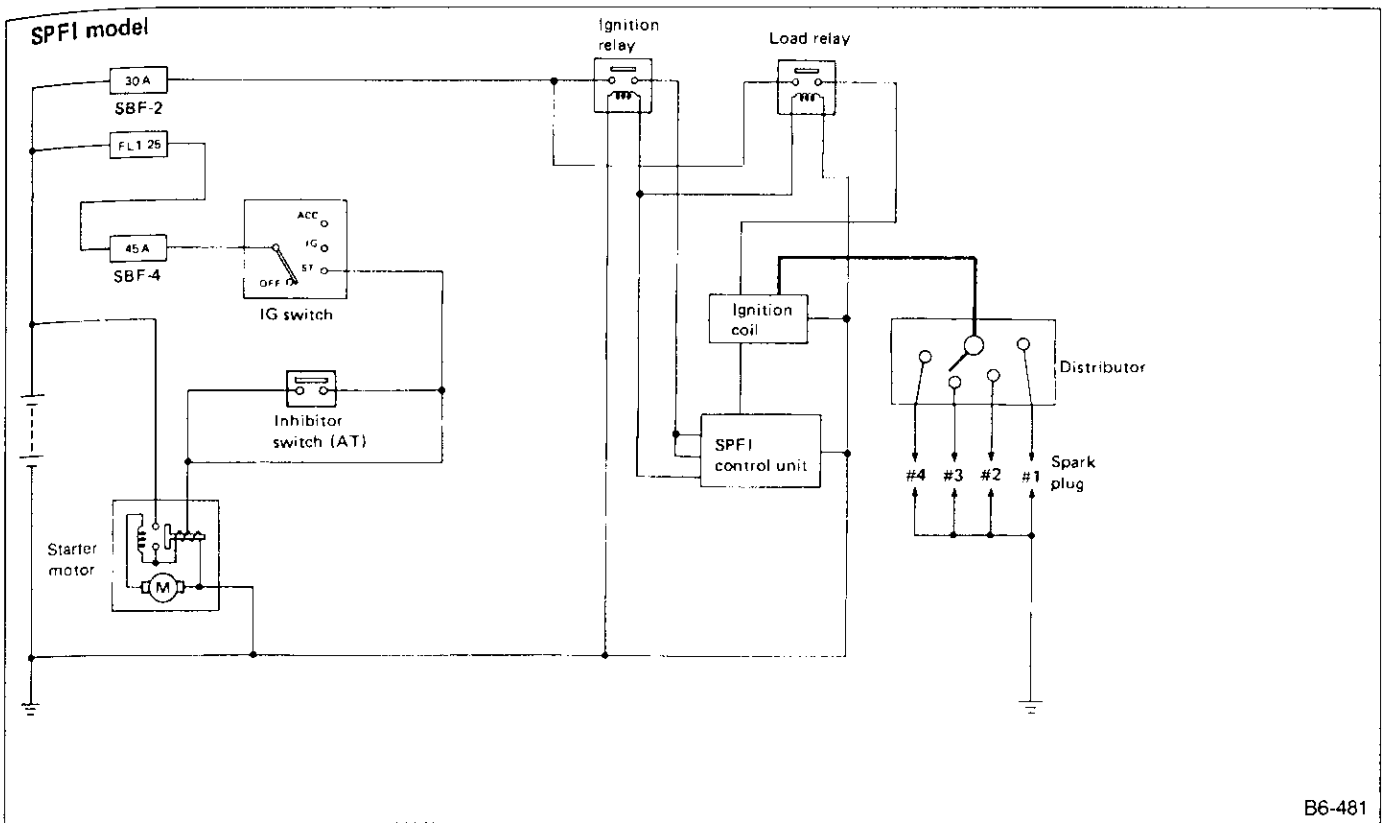 SPFI model
Ignition
relay
Load relay
30 A
SBF-2
FL1 25
ACC
IG
ST
OFF
45 A
SBF-4
IG switch
Ignition
coil
Distributor
Inhibitor
switch (AT)
SPFI
control unit
#4 #3 #2 #1
Spark
plug
Starter
motor
M
B6-481